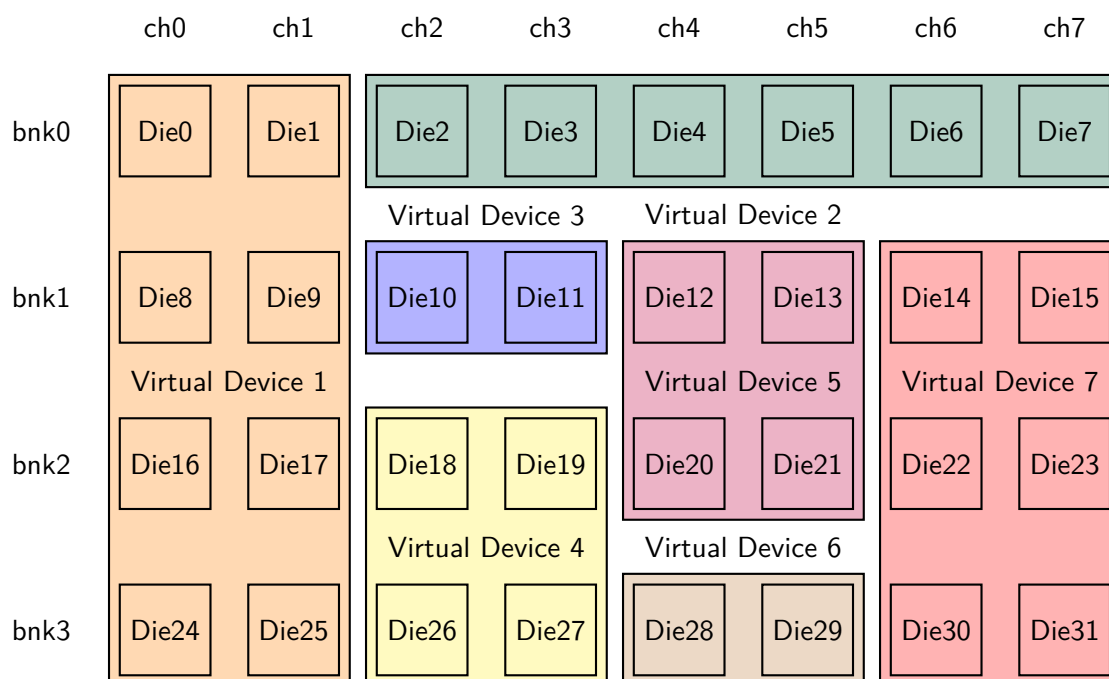 ch0 ch1 ch2 ch3 ch4 ch5 ch6 ch7
bnk0 Die0 Die1 Die2 Die3 Die4 Die5 Die6 Die7
Virtual Device 3 Virtual Device 2
bnk1 Die8 Die9 Die10 Die11 Die12 Die13 Die14 Die15
Virtual Device 1 Virtual Device 5 Virtual Device 7
bnk2 Die16 Die17 Die18 Die19 Die20 Die21 Die22 Die23
Virtual Device 4 Virtual Device 6
bnk3 Die24 Die25 Die26 Die27 Die28 Die29 Die30 Die31